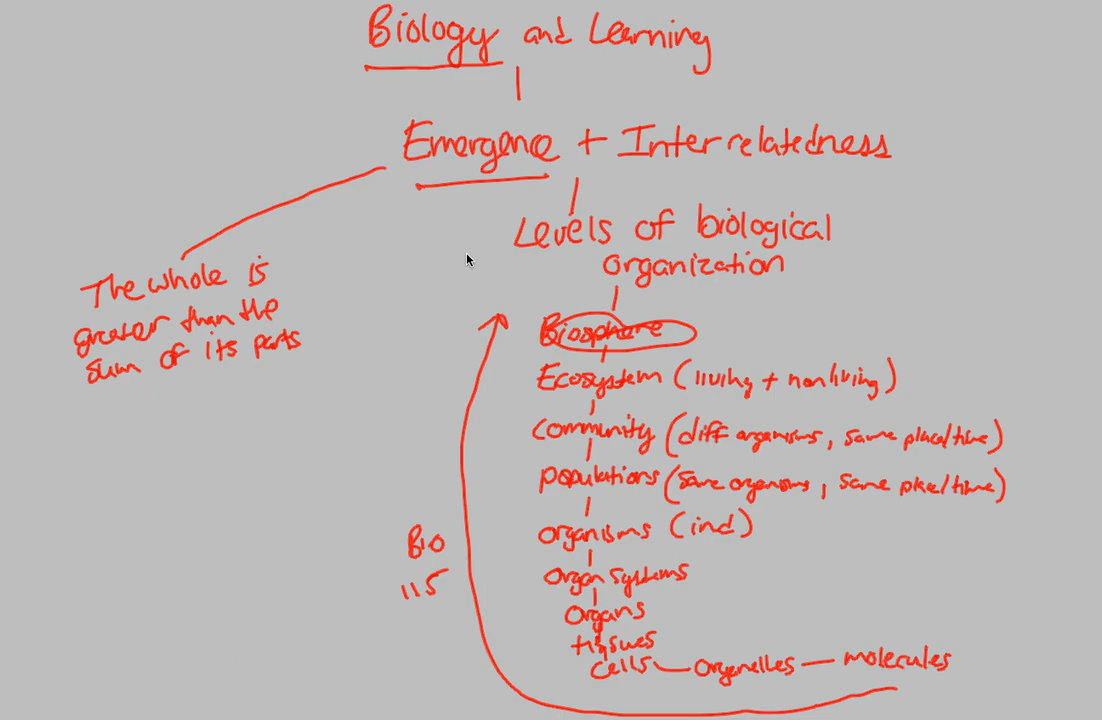 Biology and Learning
Emergence + Interrelatedness
Levels of biological
organization
The whole is
greater than the
sum of its parts
Biosphere
Ecosystem (living + nonliving)
community (diff organisms, same place/time)
populations (same organisms, same place/time)
organisms (ind)
Bio
115
organ systems
organs
tissues
cells — organelles — molecules